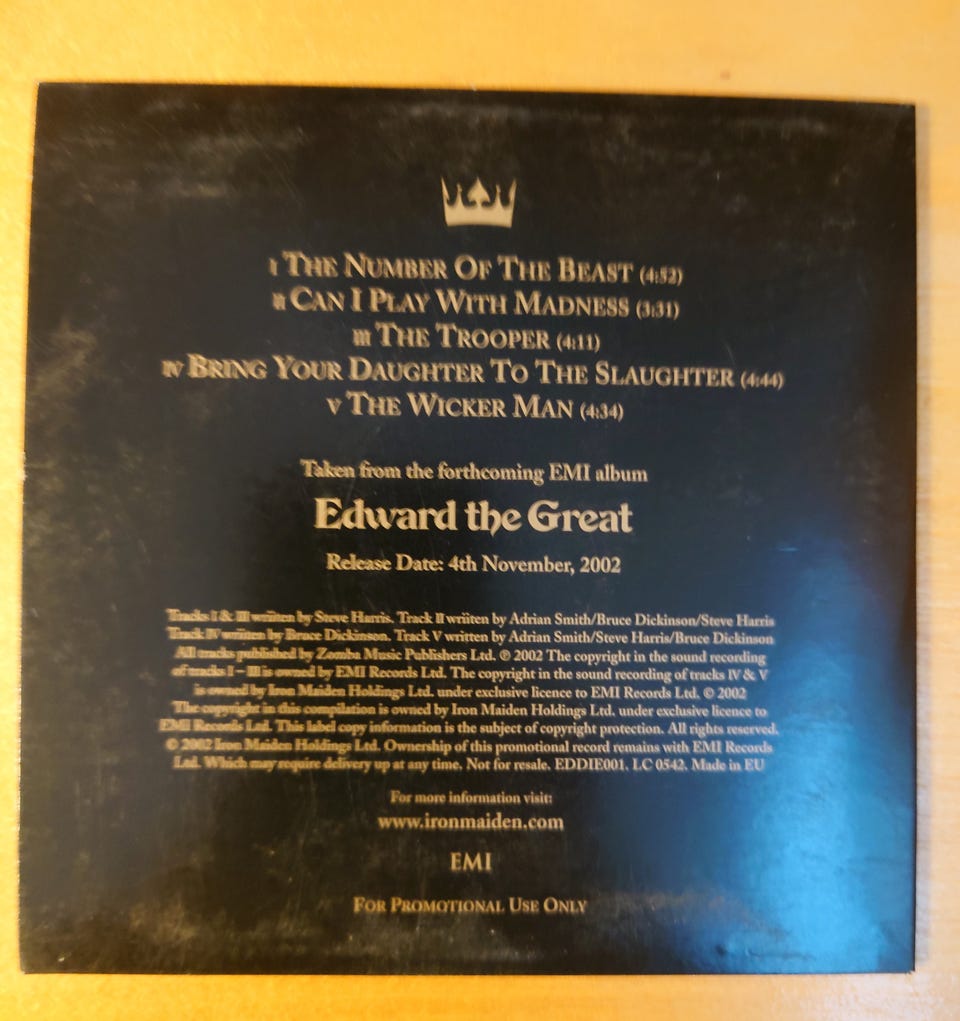 I THE NUMBER OF THE BEAST (4:52)
II CAN I PLAY WITH MADNESS (3:31)
III THE TROOPER (4:11)
IV BRING YOUR DAUGHTER TO THE SLAUGHTER (4:44)
V THE WICKER MAN (4:34)
Taken from the forthcoming EMI album
Edward the Great
Release Date: 4th November, 2002
Tracks I & III wriiten by Steve Harris. Track II wriiten by Adrian Smith/Bruce Dickinson/Steve Harris
Track IV wriiten by Bruce Dickinson. Track V written by Adrian Smith/Steve Harris/Bruce Dickinson
All tracks published by Zomba Music Publishers Ltd. ℗ 2002 The copyright in the sound recording
of tracks I – III is owned by EMI Records Ltd. The copyright in the sound recording of tracks IV & V
is owned by Iron Maiden Holdings Ltd. under exclusive licence to EMI Records Ltd. © 2002
The copyright in this compilation is owned by Iron Maiden Holdings Ltd. under exclusive licence to
EMI Records Ltd. This label copy information is the subject of copyright protection. All rights reserved.
© 2002 Iron Maiden Holdings Ltd. Ownership of this promotional record remains with EMI Records
Ltd. Which may require delivery up at any time. Not for resale. EDDIE001. LC 0542. Made in EU
For more information visit:
www.ironmaiden.com
EMI
FOR PROMOTIONAL USE ONLY